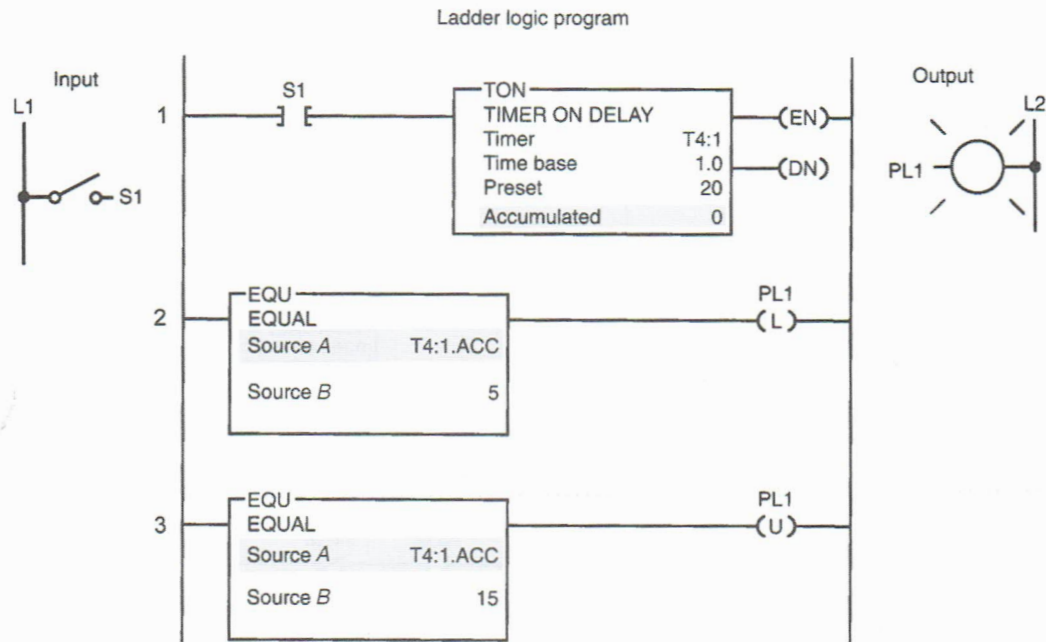 Ladder logic program
Input
Output
L1
L2
1
S1
TON
TIMER ON DELAY
Timer T4:1
Time base 1.0
Preset 20
Accumulated 0
(EN)
(DN)
S1
PL1
2
EQU
EQUAL
Source A T4:1.ACC
Source B 5
PL1
(L)
3
EQU
EQUAL
Source A T4:1.ACC
Source B 15
PL1
(U)